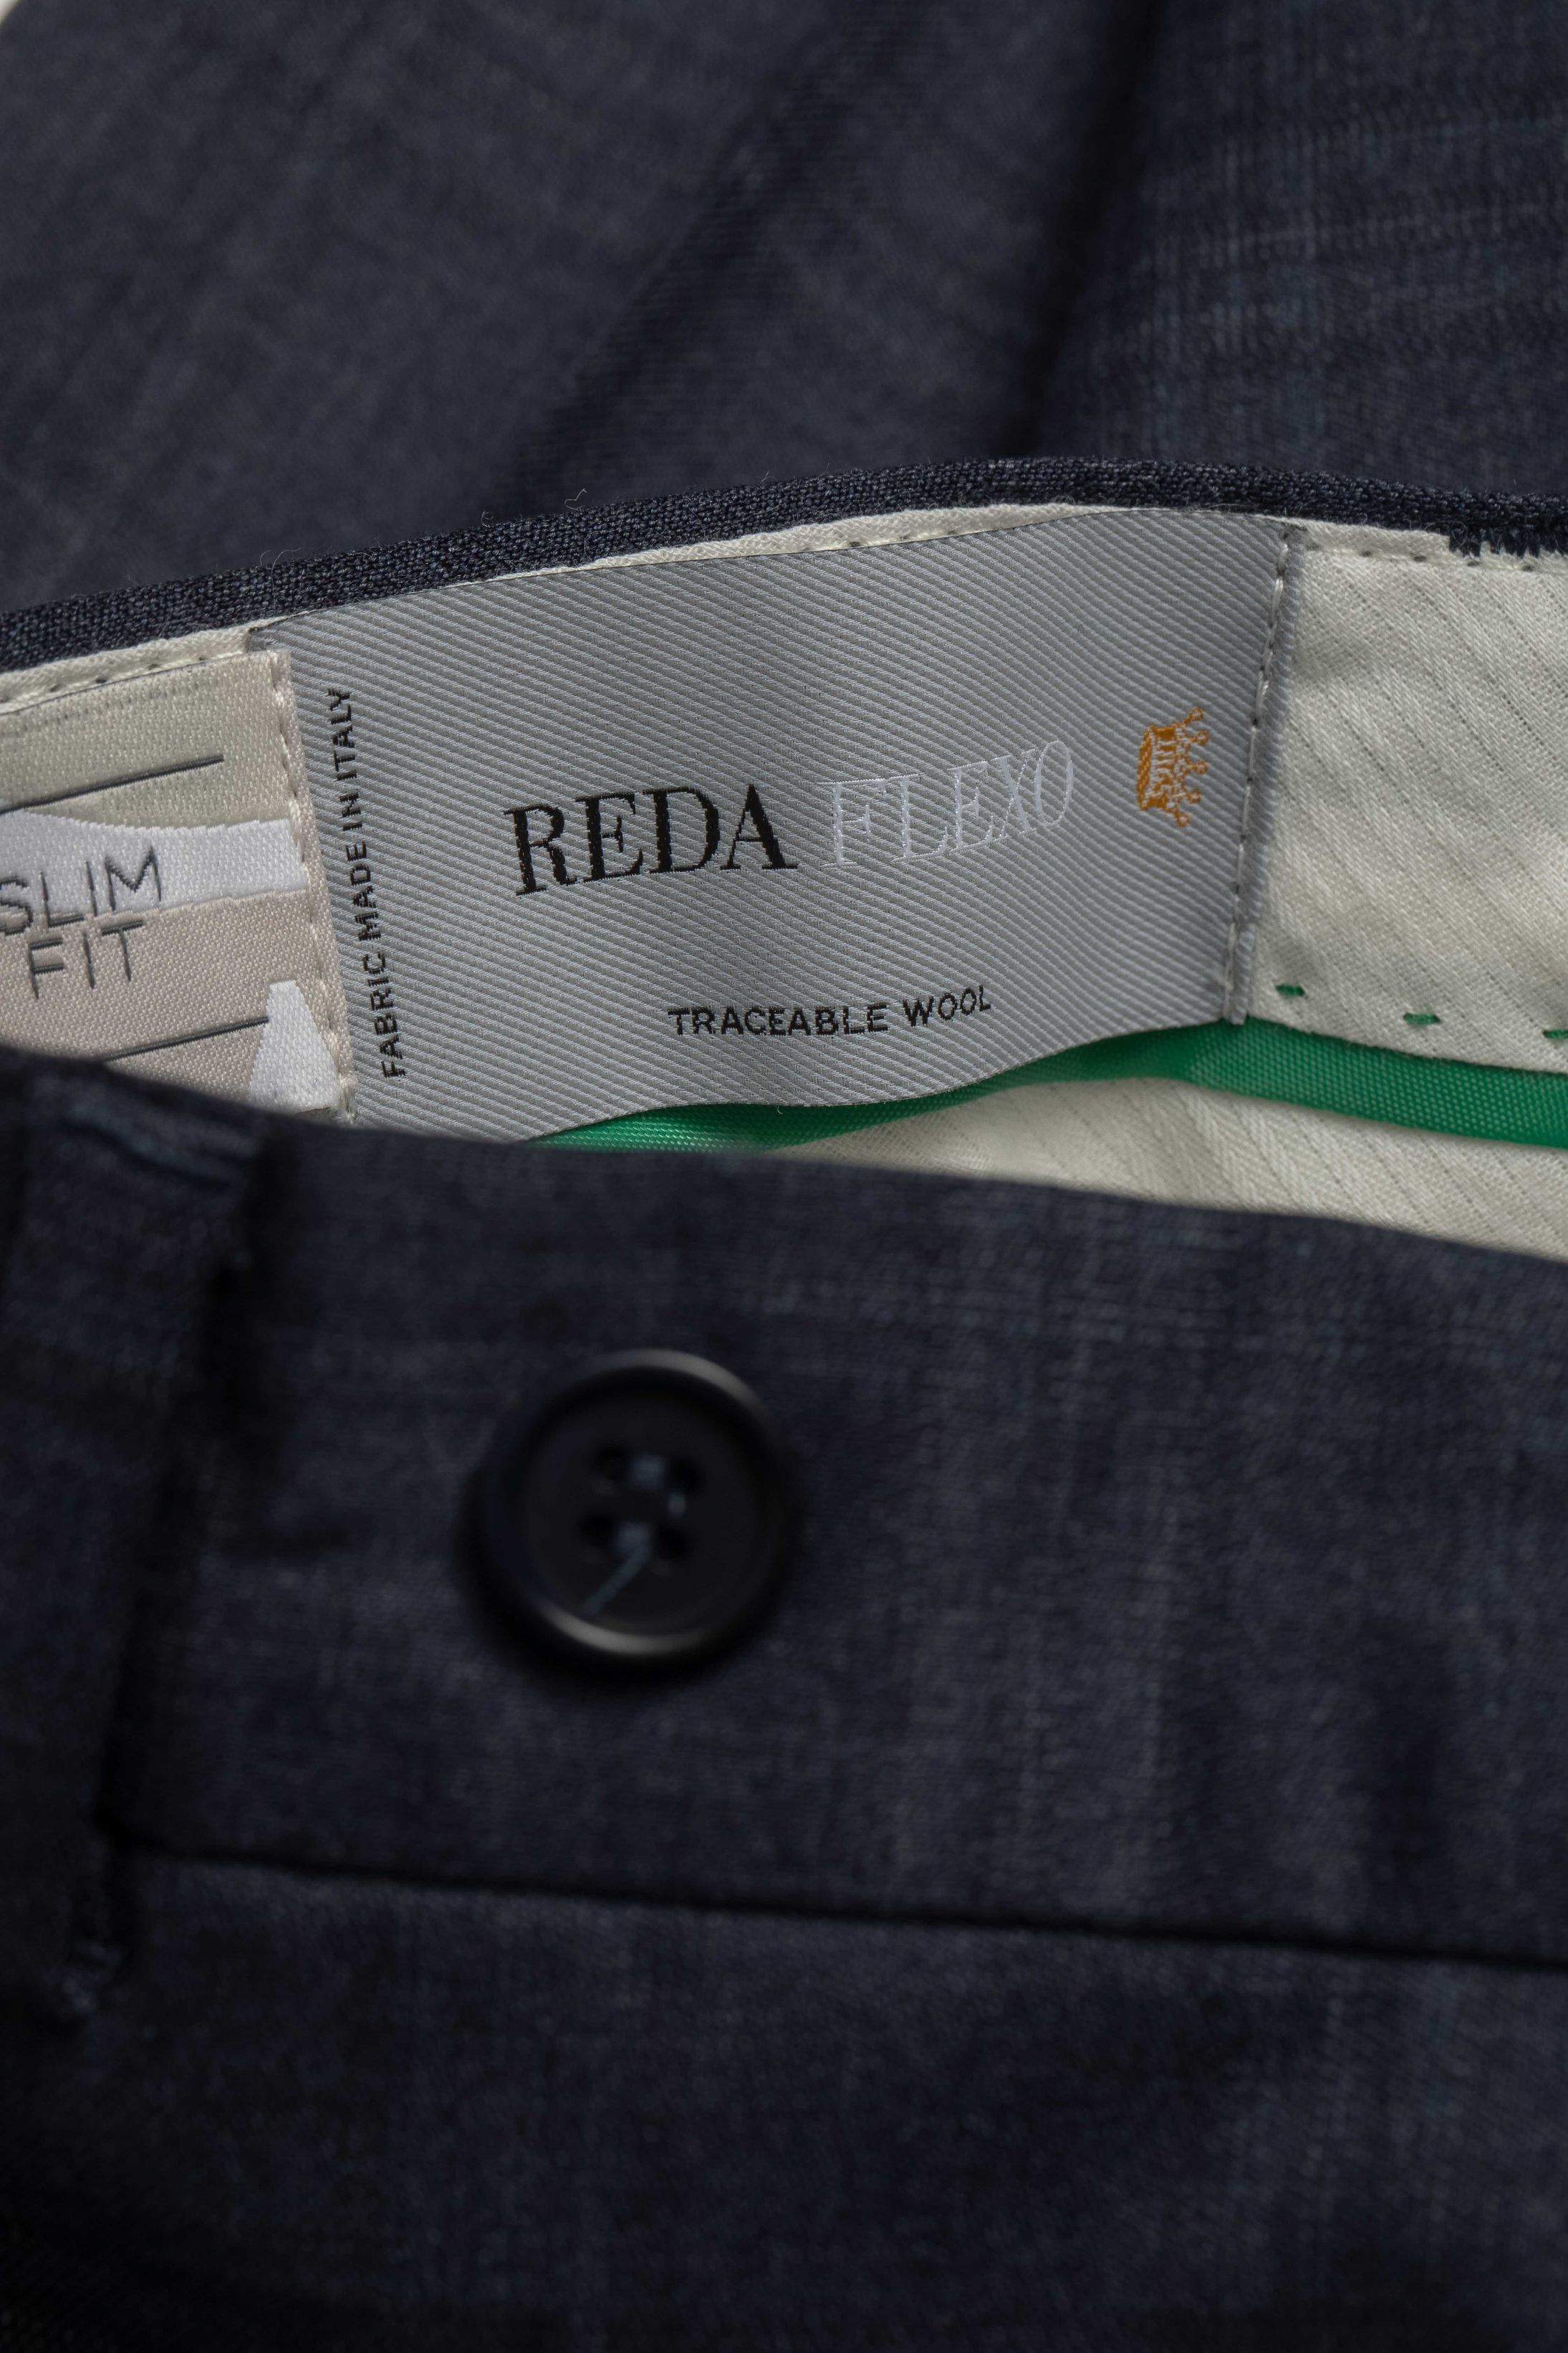 SLIM
FIT
FABRIC MADE IN ITALY
REDA FLEXO
TRACEABLE WOOL